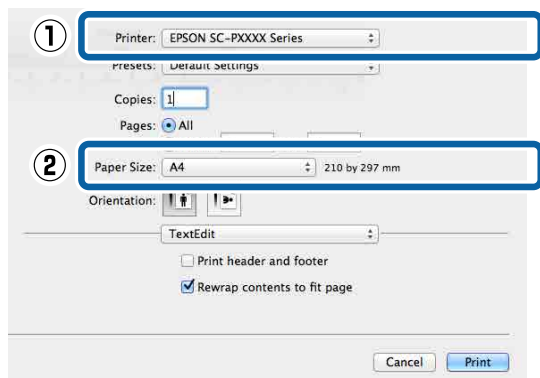 ① Printer: EPSON SC-PXXXX Series
Presets: Default Settings
Copies: 1
Pages: All
② Paper Size: A4 210 by 297 mm
Orientation:
TextEdit
Print header and footer
Rewrap contents to fit page
Cancel Print